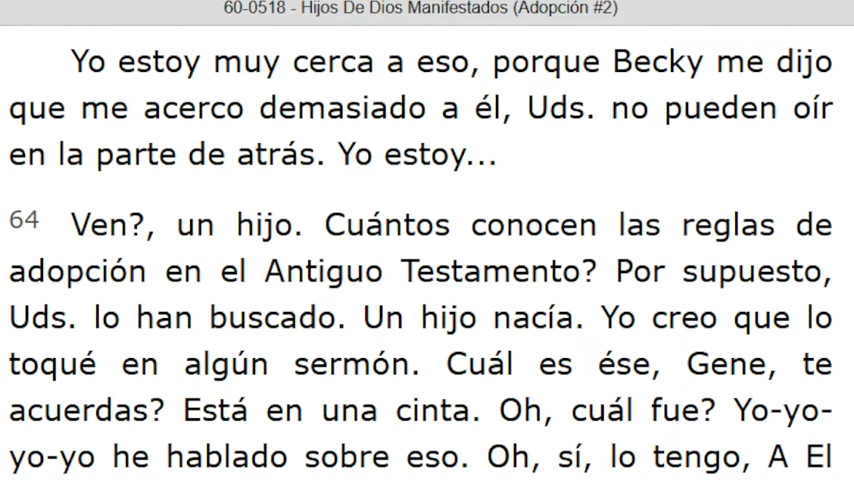 60-0518 - Hijos De Dios Manifestados (Adopción #2)
Yo estoy muy cerca a eso, porque Becky me dijo
que me acerco demasiado a él, Uds. no pueden oír
en la parte de atrás. Yo estoy...
64 Ven?, un hijo. Cuántos conocen las reglas de
adopción en el Antiguo Testamento? Por supuesto,
Uds. lo han buscado. Un hijo nacía. Yo creo que lo
toqué en algún sermón. Cuál es ése, Gene, te
acuerdas? Está en una cinta. Oh, cuál fue? Yo-yo-
yo-yo he hablado sobre eso. Oh, sí, lo tengo, A El